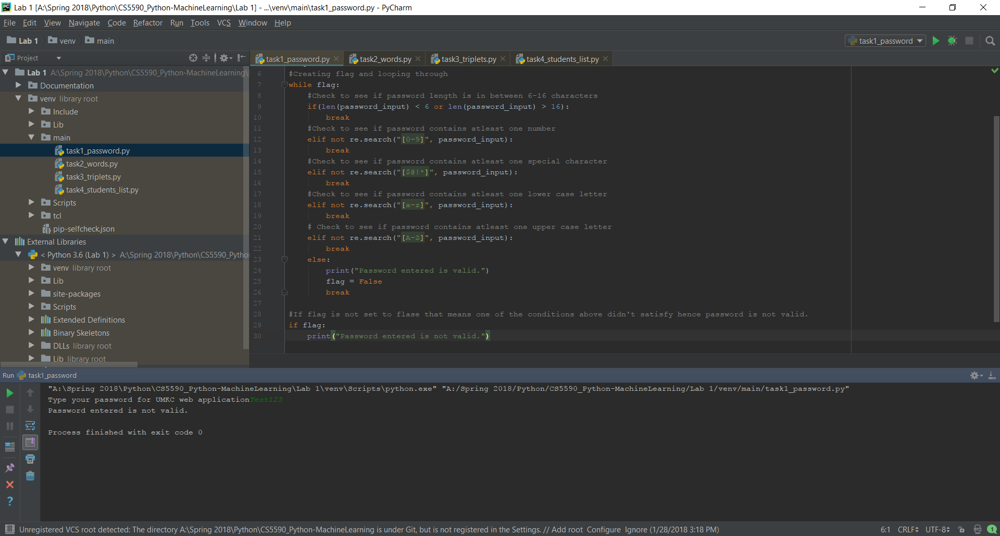 Lab 1 [A:\Spring 2018\Python\CS5590_Python-MachineLearning\Lab 1] - ...\venv\main\task1_password.py - PyCharm
File Edit View Navigate Code Refactor Run Tools VCS Window Help
Lab 1 venv main task1_password
Project
task1_password.py task2_words.py task3_triplets.py task4_students_list.py
Lab 1 A:\Spring 2018\Python\CS5590_Python-MachineLearning\
Documentation
venv library root
Include
Lib
main
task1_password.py
task2_words.py
task3_triplets.py
task4_students_list.py
Scripts
tcl
pip-selfcheck.json
External Libraries
< Python 3.6 (Lab 1) > A:\Spring 2018\Python\CS5590_Pytho
venv library root
Lib
site-packages
Scripts
Extended Definitions
Binary Skeletons
DLLs library root
Lib library root
6 #Creating flag and looping through
7 while flag:
8 #Check to see if password length is in between 6-16 characters
9 if(len(password_input) < 6 or len(password_input) > 16):
10 break
11 #Check to see if password contains atleast one number
12 elif not re.search("[0-9]", password_input):
13 break
14 #Check to see if password contains atleast one special character
15 elif not re.search("[$@!*]", password_input):
16 break
17 #Check to see if password contains atleast one lower case letter
18 elif not re.search("[a-z]", password_input):
19 break
20 # Check to see if password contains atleast one upper case letter
21 elif not re.search("[A-Z]", password_input):
22 break
23 else:
24 print("Password entered is valid.")
25 flag = False
26 break
27
28 #If flag is not set to flase that means one of the conditions above didn't satisfy hence password is not valid.
29 if flag:
30 print("Password entered is not valid.")
Run task1_password
"A:\Spring 2018\Python\CS5590_Python-MachineLearning\Lab 1\venv\Scripts\python.exe" "A:/Spring 2018/Python/CS5590_Python-MachineLearning/Lab 1/venv/main/task1_password.py"
Type your password for UMKC web applicationTest123
Password entered is not valid.
Process finished with exit code 0
Unregistered VCS root detected: The directory A:\Spring 2018\Python\CS5590_Python-MachineLearning is under Git, but is not registered in the Settings. // Add root Configure Ignore (1/28/2018 3:18 PM) 6:1 CRLF UTF-8 1